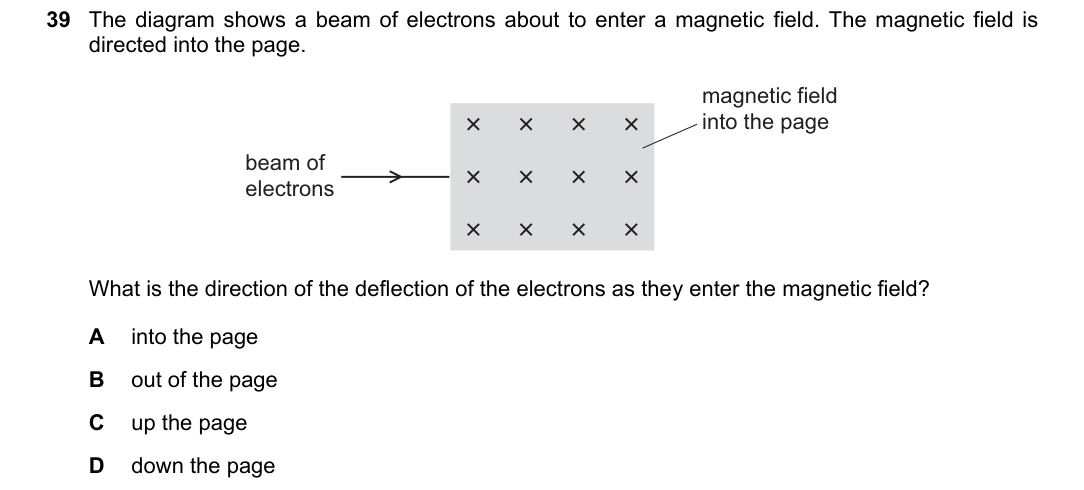 39 The diagram shows a beam of electrons about to enter a magnetic field. The magnetic field is
directed into the page.
magnetic field
into the page
beam of
electrons
× × × ×
× × × ×
× × × ×
What is the direction of the deflection of the electrons as they enter the magnetic field?
A into the page
B out of the page
C up the page
D down the page